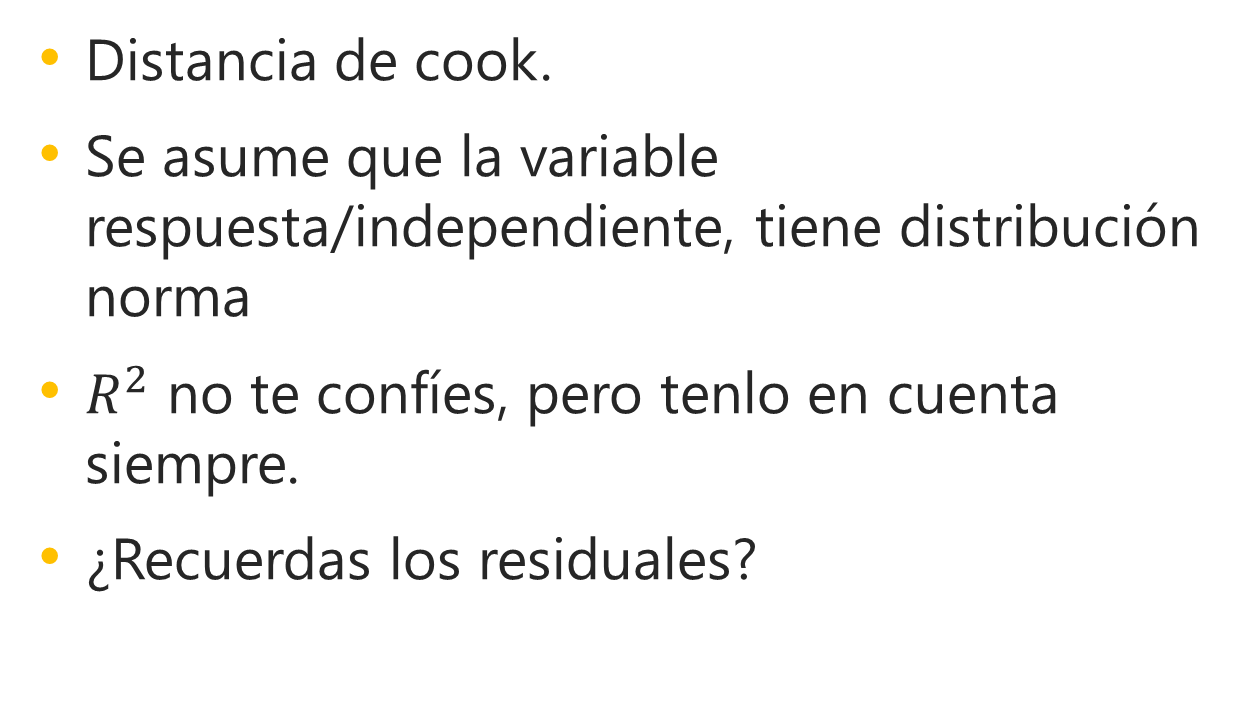 • Distancia de cook.
• Se asume que la variable
respuesta/independiente, tiene distribución
norma
• R² no te confíes, pero tenlo en cuenta
siempre.
• ¿Recuerdas los residuales?